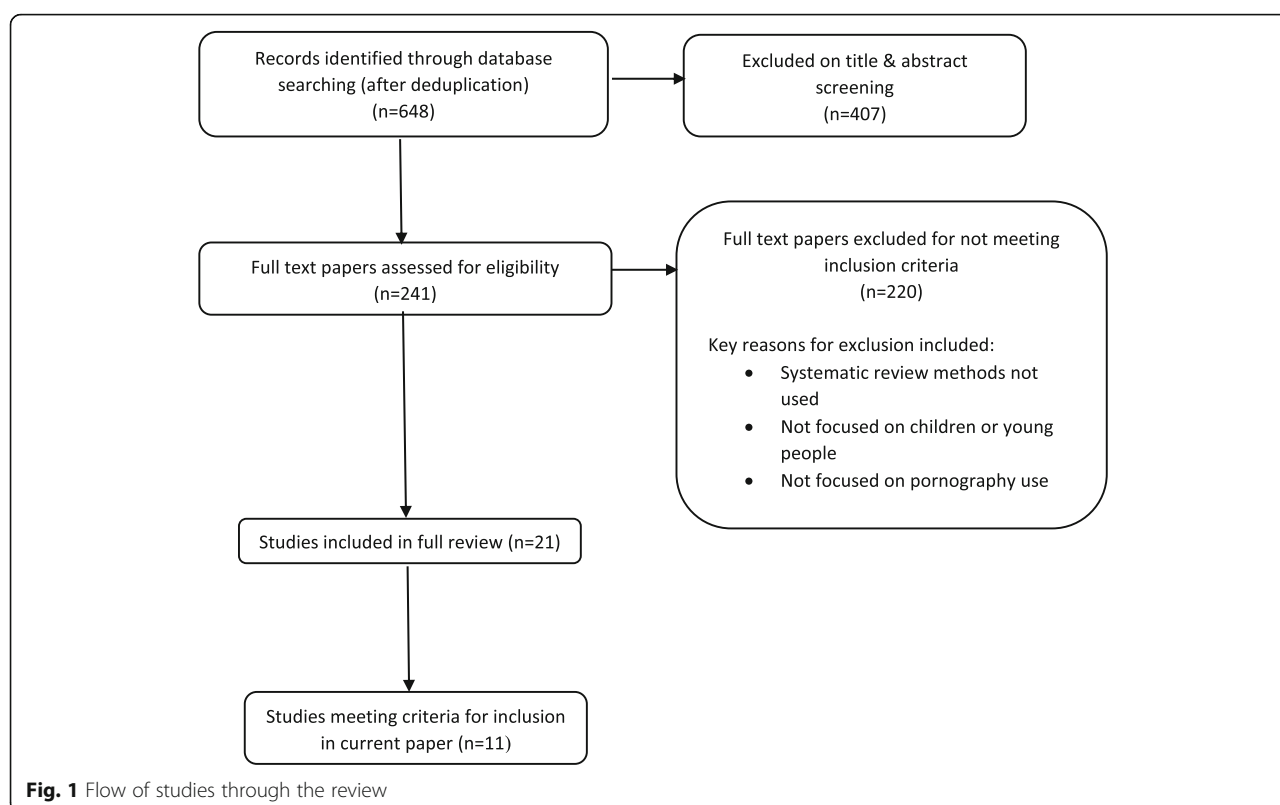 Records identified through database
searching (after deduplication)
(n=648)
Excluded on title & abstract
screening
(n=407)
Full text papers assessed for eligibility
(n=241)
Full text papers excluded for not meeting
inclusion criteria
(n=220)
Key reasons for exclusion included:
• Systematic review methods not
used
• Not focused on children or young
people
• Not focused on pornography use
Studies included in full review (n=21)
Studies meeting criteria for inclusion
in current paper (n=11)
Fig. 1 Flow of studies through the review